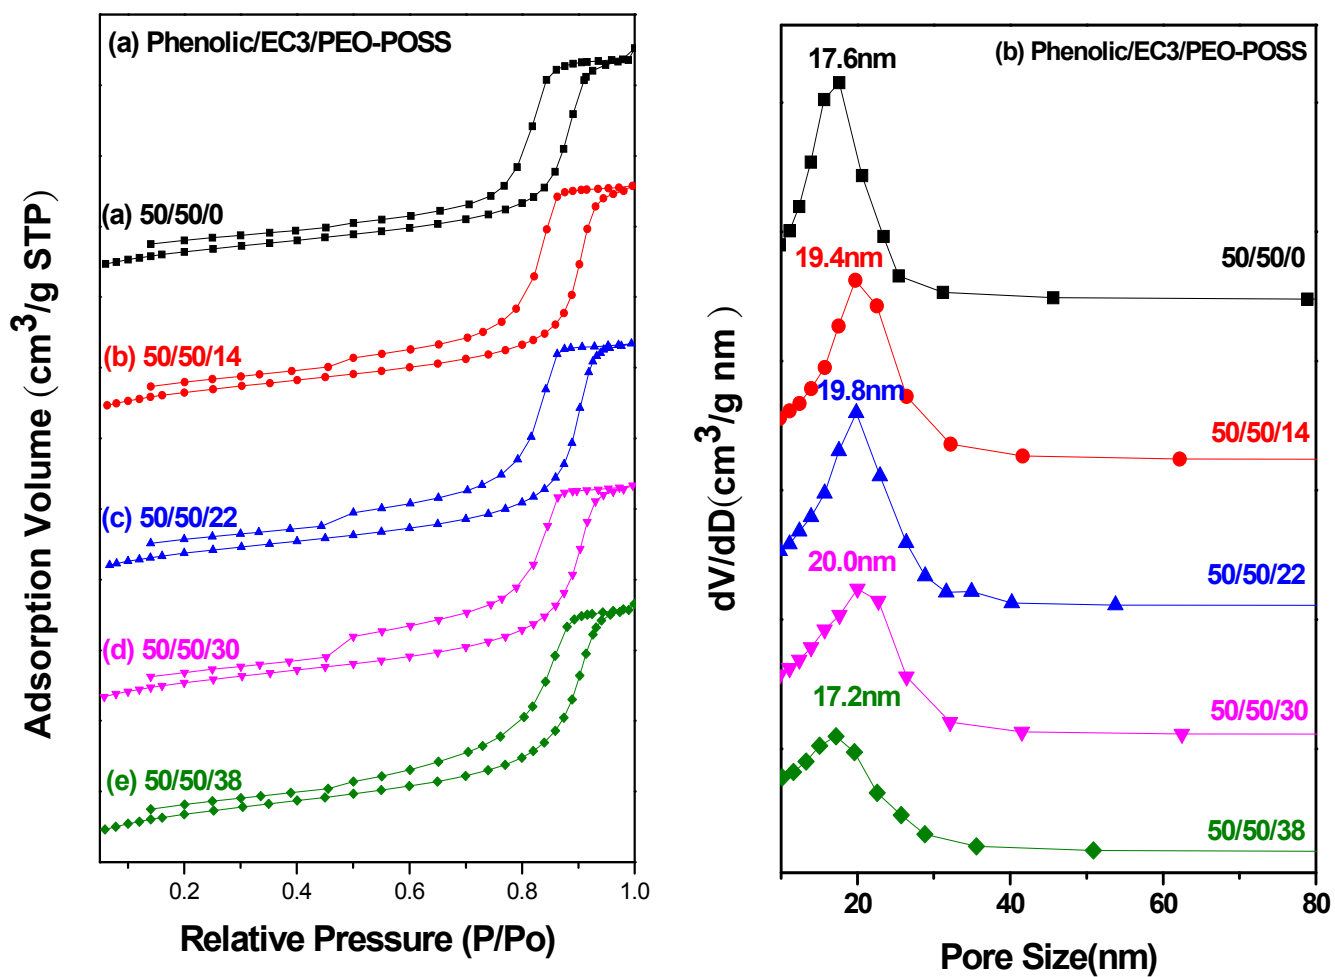 (a) Phenolic/EC3/PEO-POSS
(a) 50/50/0
(b) 50/50/14
(c) 50/50/22
(d) 50/50/30
(e) 50/50/38
Adsorption Volume (cm³/g STP)
0.2 0.4 0.6 0.8 1.0
Relative Pressure (P/Po)
(b) Phenolic/EC3/PEO-POSS
17.6nm
50/50/0
19.4nm
50/50/14
19.8nm
50/50/22
20.0nm
50/50/30
17.2nm
50/50/38
dV/dD(cm³/g nm)
20 40 60 80
Pore Size(nm)